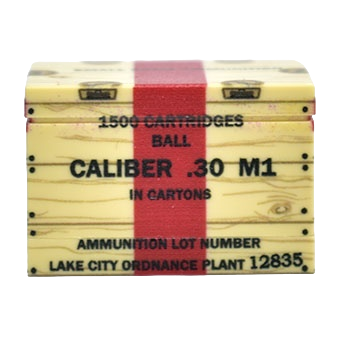 1500 CARTRIDGES
BALL
CALIBER .30 M1
IN CARTONS
AMMUNITION LOT NUMBER
LAKE CITY ORDNANCE PLANT 12835